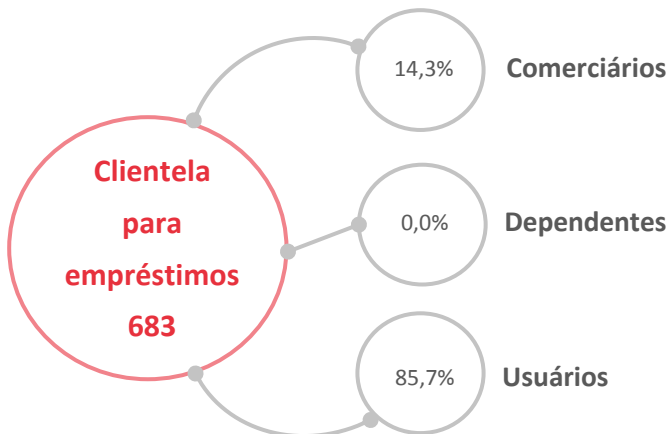 Clientela
para
empréstimos
683
14,3% Comerciários
0,0% Dependentes
85,7% Usuários